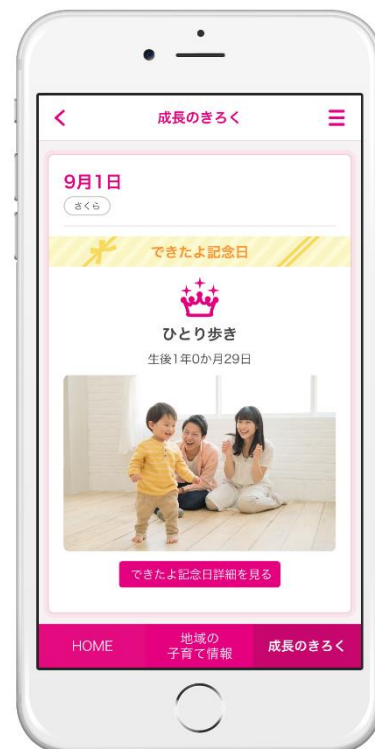 成長のきろく
9月1日
さくら
できたよ記念日
ひとり歩き
生後1年0か月29日
できたよ記念日詳細を見る
HOME
地域の
子育て情報
成長のきろく